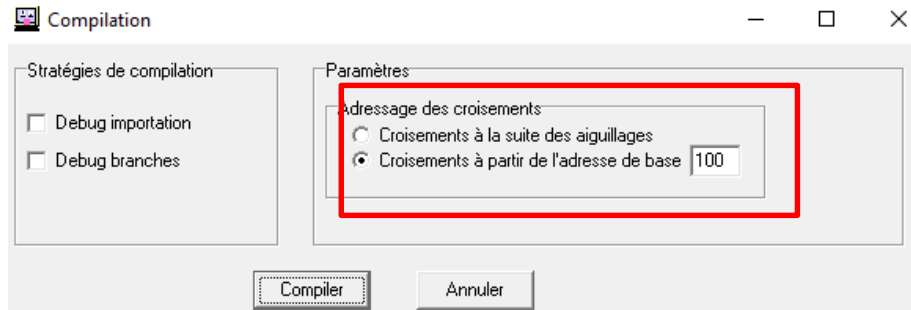 Compilation
Stratégies de compilation
Debug importation
Debug branches
Paramètres
Adressage des croisements
Croisements à la suite des aiguillages
Croisements à partir de l'adresse de base 100
Compiler
Annuler